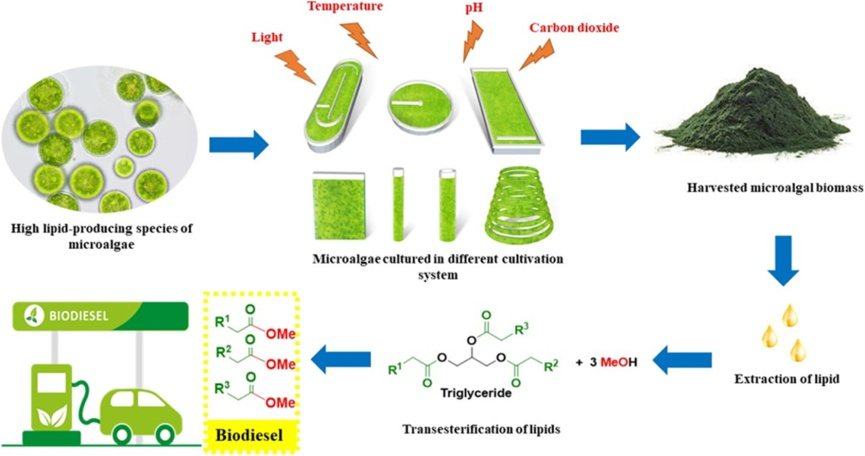 Light
Temperature
pH
Carbon dioxide
High lipid-producing species of
microalgae
Microalgae cultured in different cultivation
system
Harvested microalgal biomass
Extraction of lipid
R¹
O
O
O
R³
O
O
R²
O
+ 3 MeOH
Triglyceride
Transesterification of lipids
R¹
O
OMe
R²
O
OMe
R³
O
OMe
Biodiesel
BIODIESEL